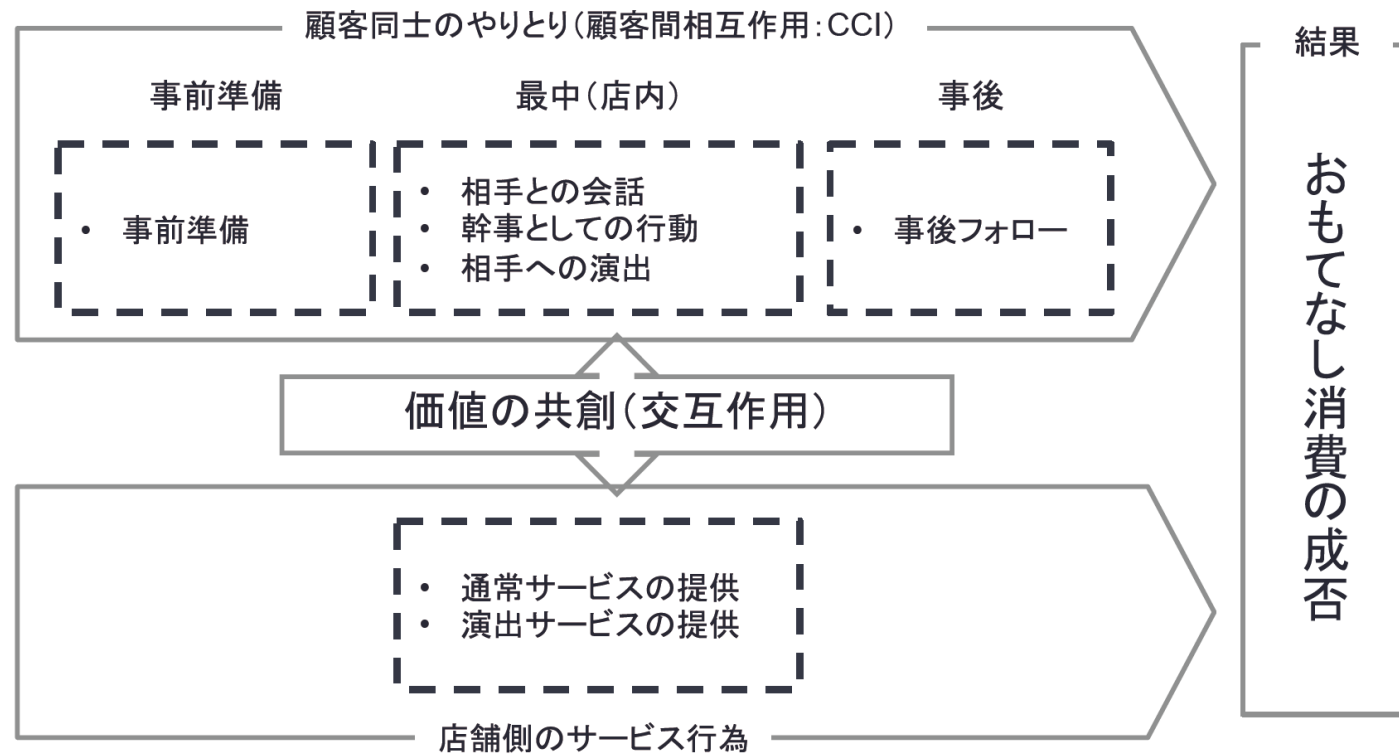 顧客同士のやりとり(顧客間相互作用:CCI)
結果
事前準備
最中(店内)
事後
• 事前準備
• 相手との会話
• 幹事としての行動
• 相手への演出
• 事後フォロー
おもてなし消費の成否
価値の共創(交互作用)
• 通常サービスの提供
• 演出サービスの提供
店舗側のサービス行為